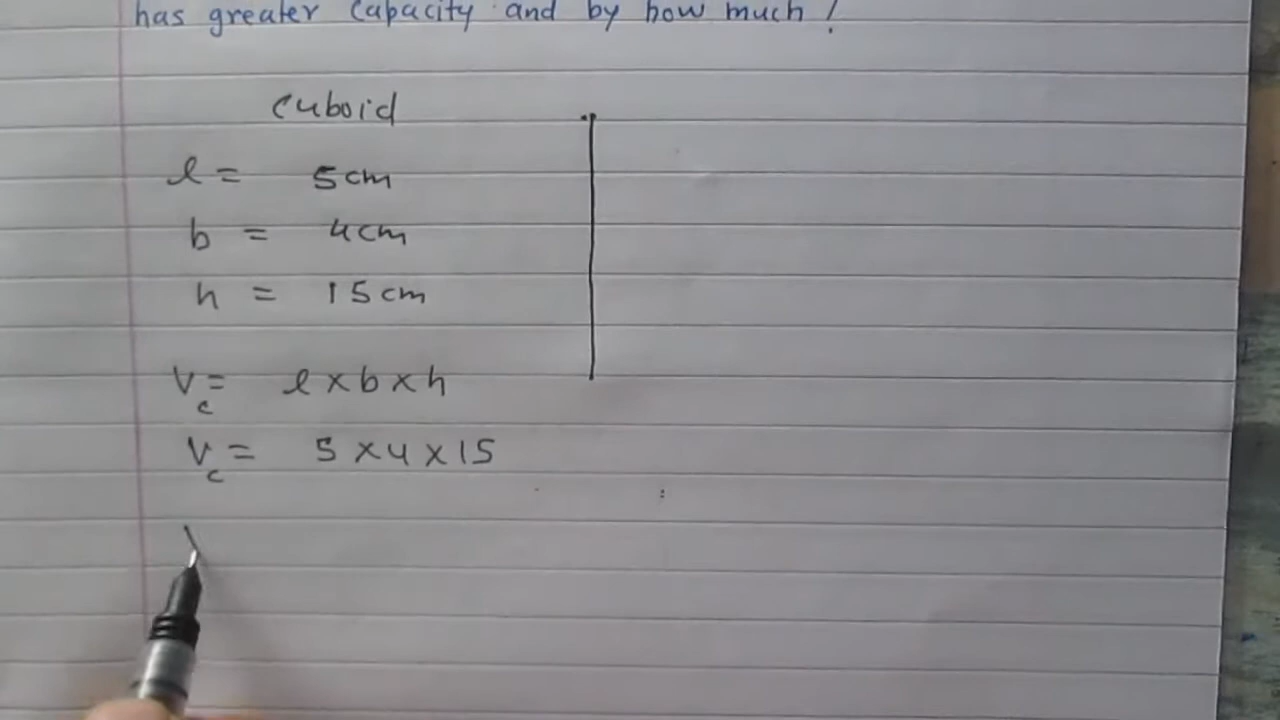 has greater capacity and by how much?
cuboid
l = 5cm
b = 4cm
h = 15cm
Vc = l×b×h
Vc = 5×4×15